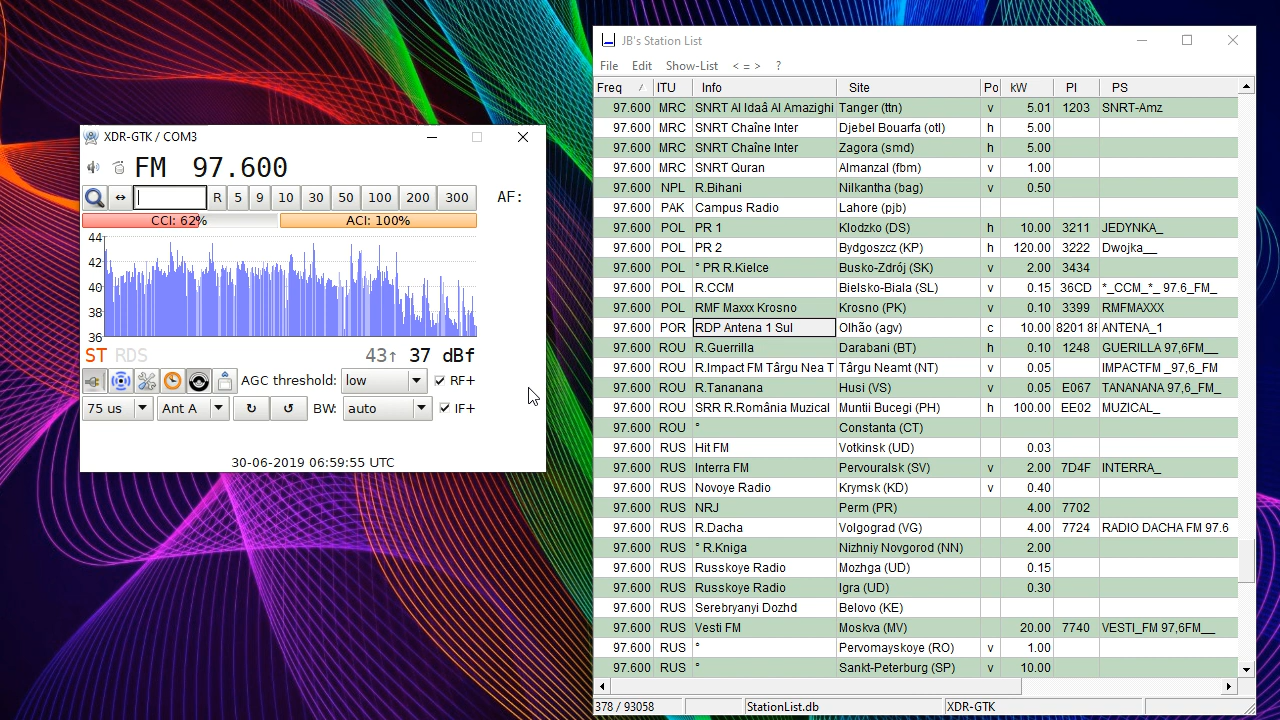 XDR-GTK / COM3
FM 97.600
R 5 9 10 30 50 100 200 300 AF:
CCI: 62% ACI: 100%
44
42
40
38
36
ST RDS 43↑ 37 dBf
AGC threshold: low RF+
75 us Ant A ↻ ↺ BW: auto IF+
30-06-2019 06:59:55 UTC
JB's Station List
File Edit Show-List < = > ?
Freq ITU Info Site Po kW PI PS
97.600 MRC SNRT Al Idaâ Al Amazighi Tanger (ttn) v 5.01 1203 SNRT-Amz
97.600 MRC SNRT Chaîne Inter Djebel Bouarfa (otl) h 5.00
97.600 MRC SNRT Chaîne Inter Zagora (smd) h 5.00
97.600 MRC SNRT Quran Almanzal (fbm) v 1.00
97.600 NPL R.Bihani Nilkantha (bag) v 0.50
97.600 PAK Campus Radio Lahore (pjb)
97.600 POL PR 1 Klodzko (DS) h 10.00 3211 JEDYNKA_
97.600 POL PR 2 Bydgoszcz (KP) h 120.00 3222 Dwojka__
97.600 POL ° PR R.Kielce Busko-Zdrój (SK) v 2.00 3434
97.600 POL R.CCM Bielsko-Biala (SL) v 0.15 36CD *_CCM_*_ 97.6_FM_
97.600 POL RMF Maxxx Krosno Krosno (PK) v 0.10 3399 RMFMAXXX
97.600 POR RDP Antena 1 Sul Olhão (agv) c 10.00 8201 8F ANTENA_1
97.600 ROU R.Guerrilla Darabani (BT) h 0.10 1248 GUERILLA 97,6FM__
97.600 ROU R.Impact FM Târgu Nea T Târgu Neamt (NT) v 0.05 IMPACTFM _97,6_FM
97.600 ROU R.Tananana Husi (VS) v 0.05 E067 TANANANA 97,6_FM_
97.600 ROU SRR R.România Muzical Muntii Bucegi (PH) h 100.00 EE02 MUZICAL_
97.600 ROU ° Constanta (CT)
97.600 RUS Hit FM Votkinsk (UD) 0.03
97.600 RUS Interra FM Pervouralsk (SV) v 2.00 7D4F INTERRA_
97.600 RUS Novoye Radio Krymsk (KD) v 0.40
97.600 RUS NRJ Perm (PR) 4.00 7702
97.600 RUS R.Dacha Volgograd (VG) 4.00 7724 RADIO DACHA FM 97.6
97.600 RUS ° R.Kniga Nizhniy Novgorod (NN) 2.00
97.600 RUS Russkoye Radio Mozhga (UD) 0.15
97.600 RUS Russkoye Radio Igra (UD) 0.30
97.600 RUS Serebryanyi Dozhd Belovo (KE)
97.600 RUS Vesti FM Moskva (MV) 20.00 7740 VESTI_FM 97,6FM__
97.600 RUS ° Pervomayskoye (RO) v 1.00
97.600 RUS ° Sankt-Peterburg (SP) v 10.00
378 / 93058 StationList.db XDR-GTK